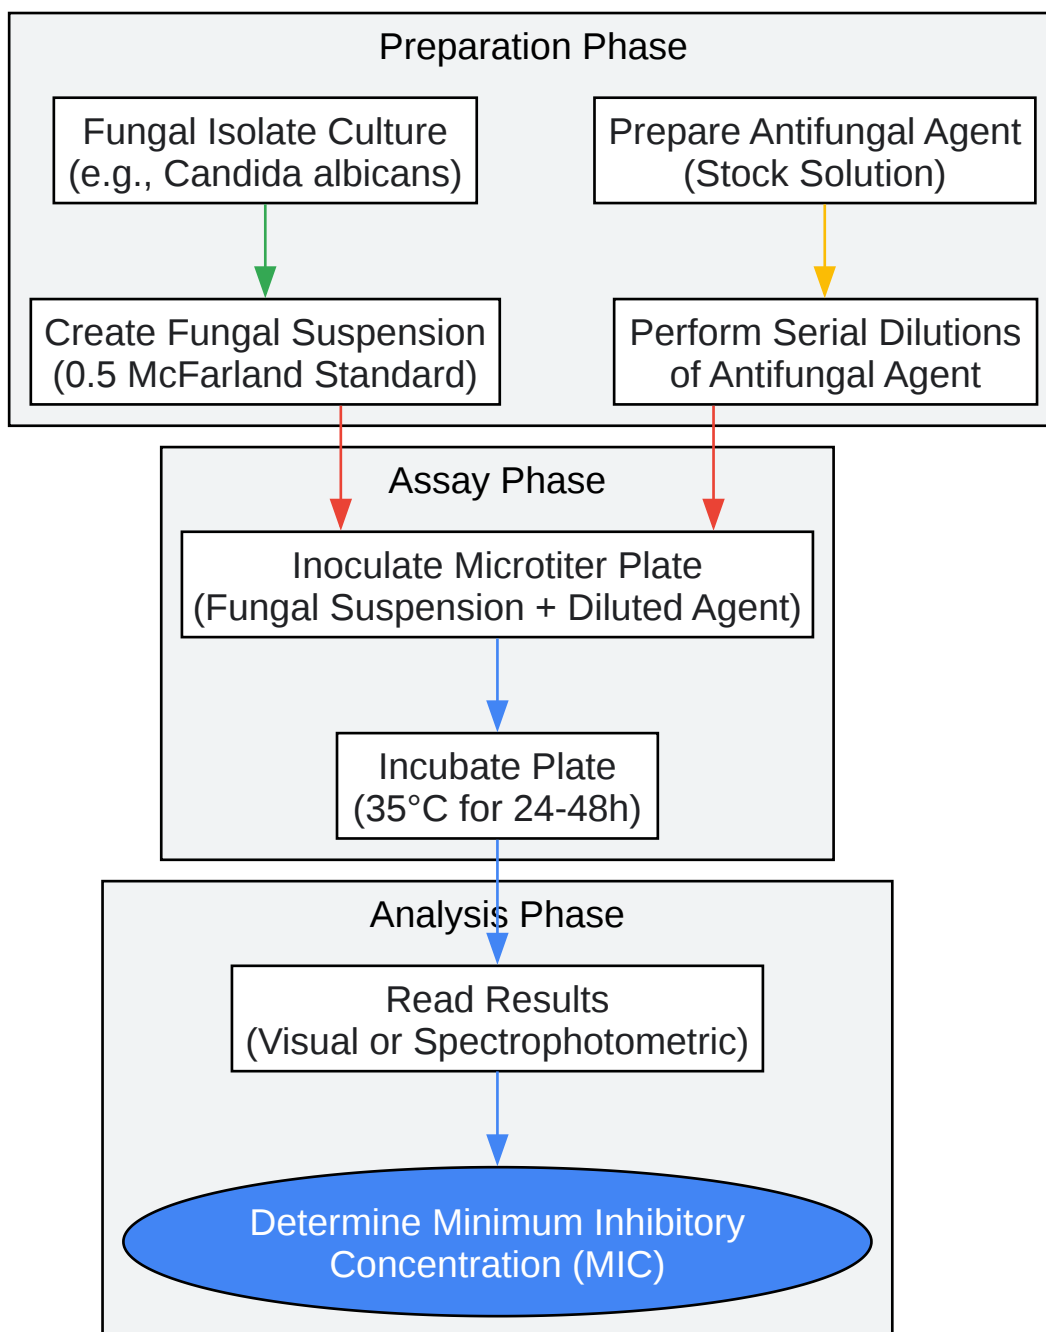 Preparation Phase
Fungal Isolate Culture
(e.g., Candida albicans)
Prepare Antifungal Agent
(Stock Solution)
Create Fungal Suspension
(0.5 McFarland Standard)
Perform Serial Dilutions
of Antifungal Agent
Assay Phase
Inoculate Microtiter Plate
(Fungal Suspension + Diluted Agent)
Incubate Plate
(35°C for 24-48h)
Analysis Phase
Read Results
(Visual or Spectrophotometric)
Determine Minimum Inhibitory
Concentration (MIC)